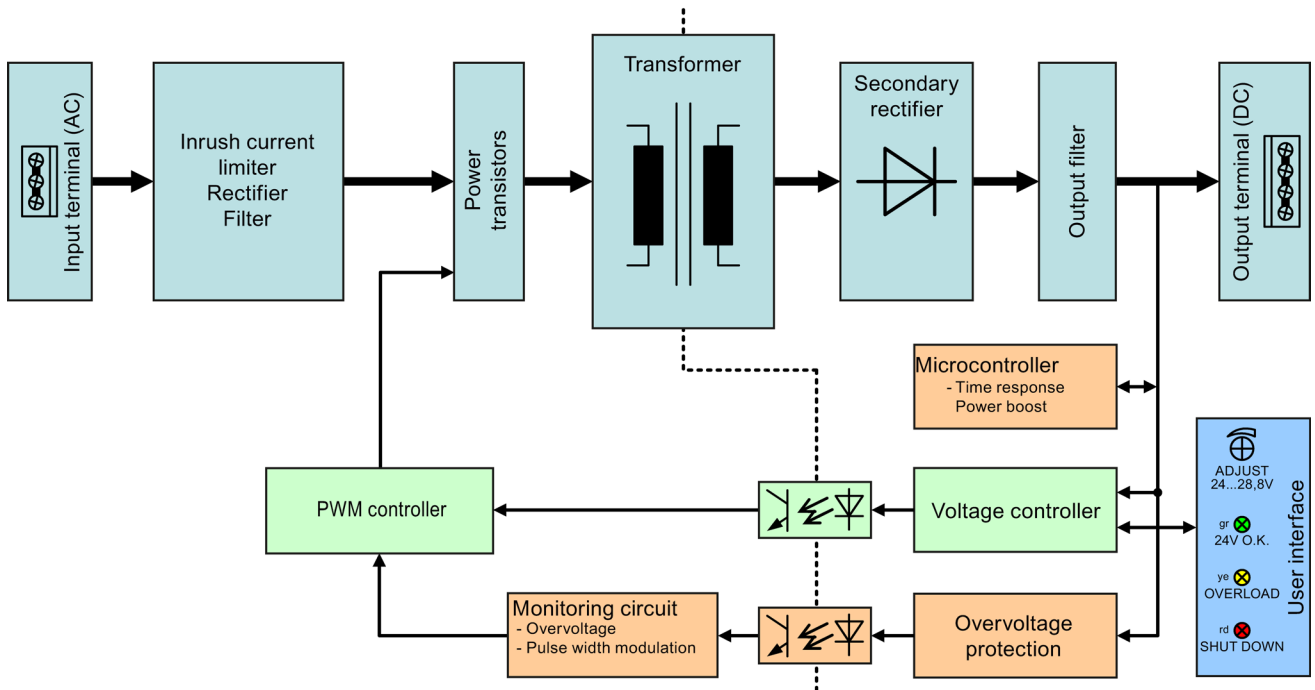 Input terminal (AC)
Inrush current
limiter
Rectifier
Filter
Power
transistors
Transformer
Secondary
rectifier
Output filter
Output terminal (DC)
Microcontroller
- Time response
Power boost
PWM controller
Voltage controller
Monitoring circuit
- Overvoltage
- Pulse width modulation
Overvoltage
protection
User interface
ADJUST
24...28,8V
gr
24V O.K.
ye
OVERLOAD
rd
SHUT DOWN